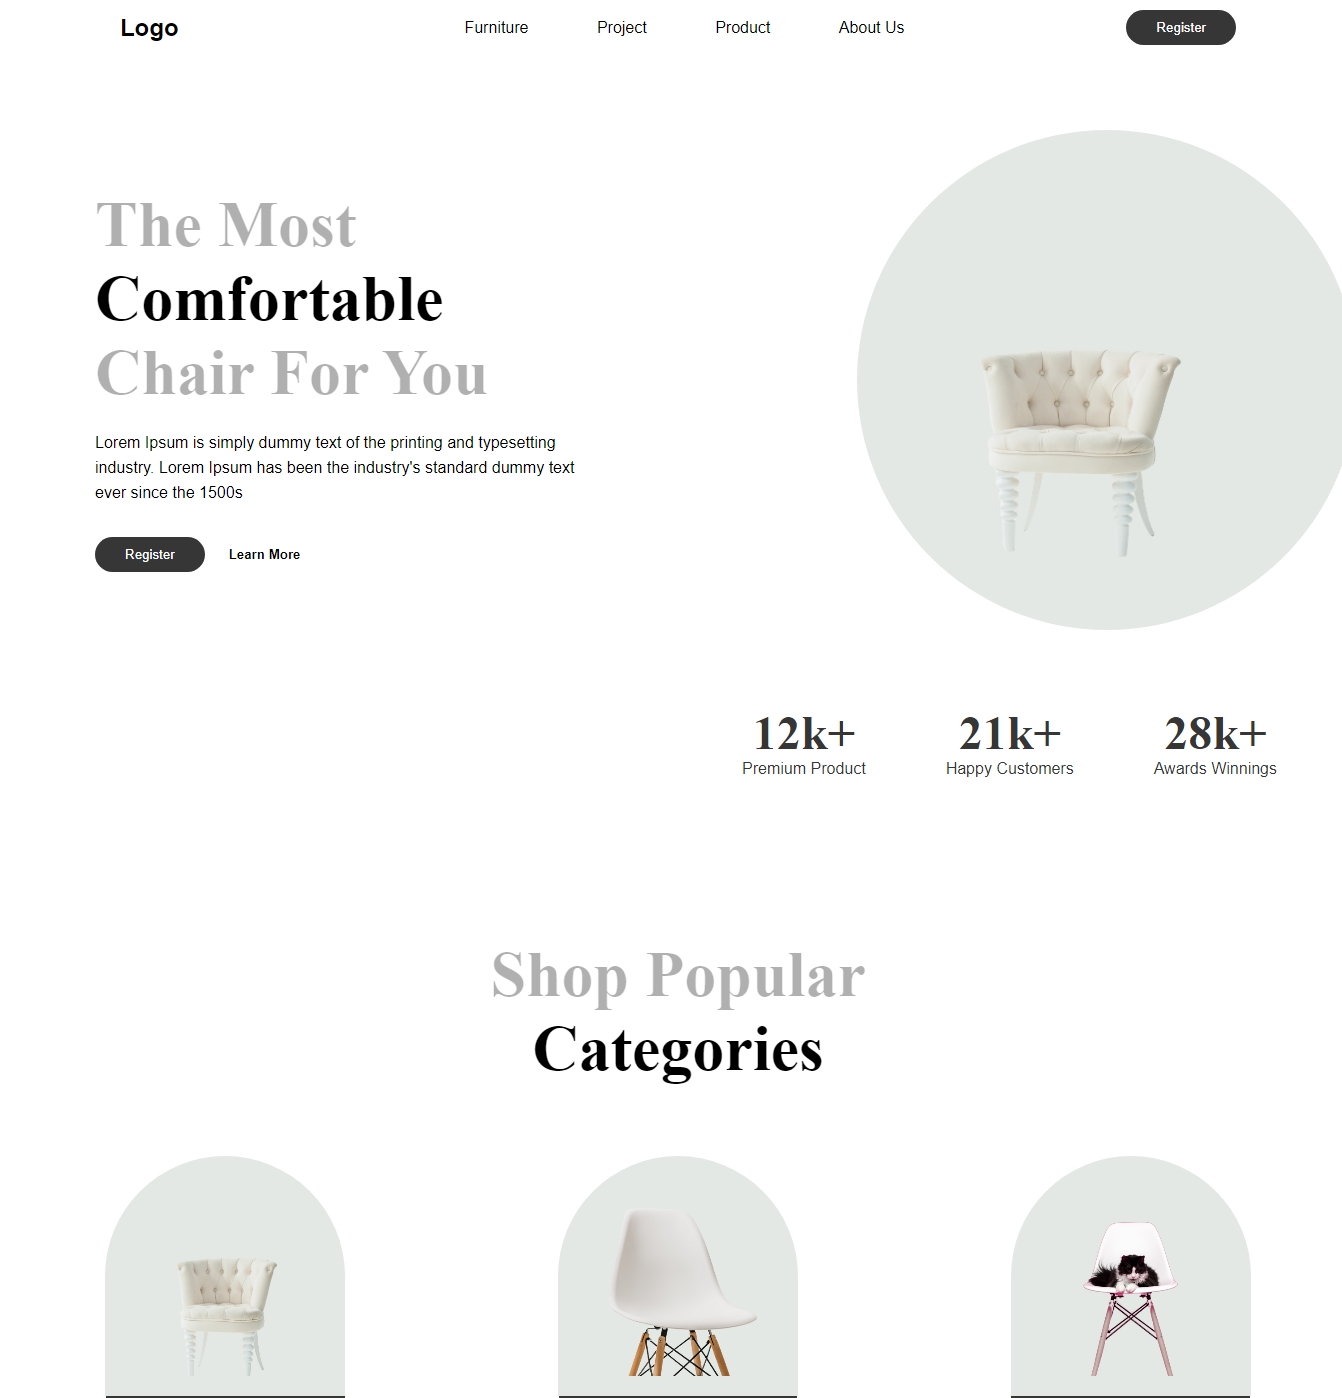 Logo
Furniture Project Product About Us
Register
The Most
Comfortable
Chair For You
Lorem Ipsum is simply dummy text of the printing and typesetting
industry. Lorem Ipsum has been the industry's standard dummy text
ever since the 1500s
Register Learn More
12k+ 21k+ 28k+
Premium Product Happy Customers Awards Winnings
Shop Popular
Categories